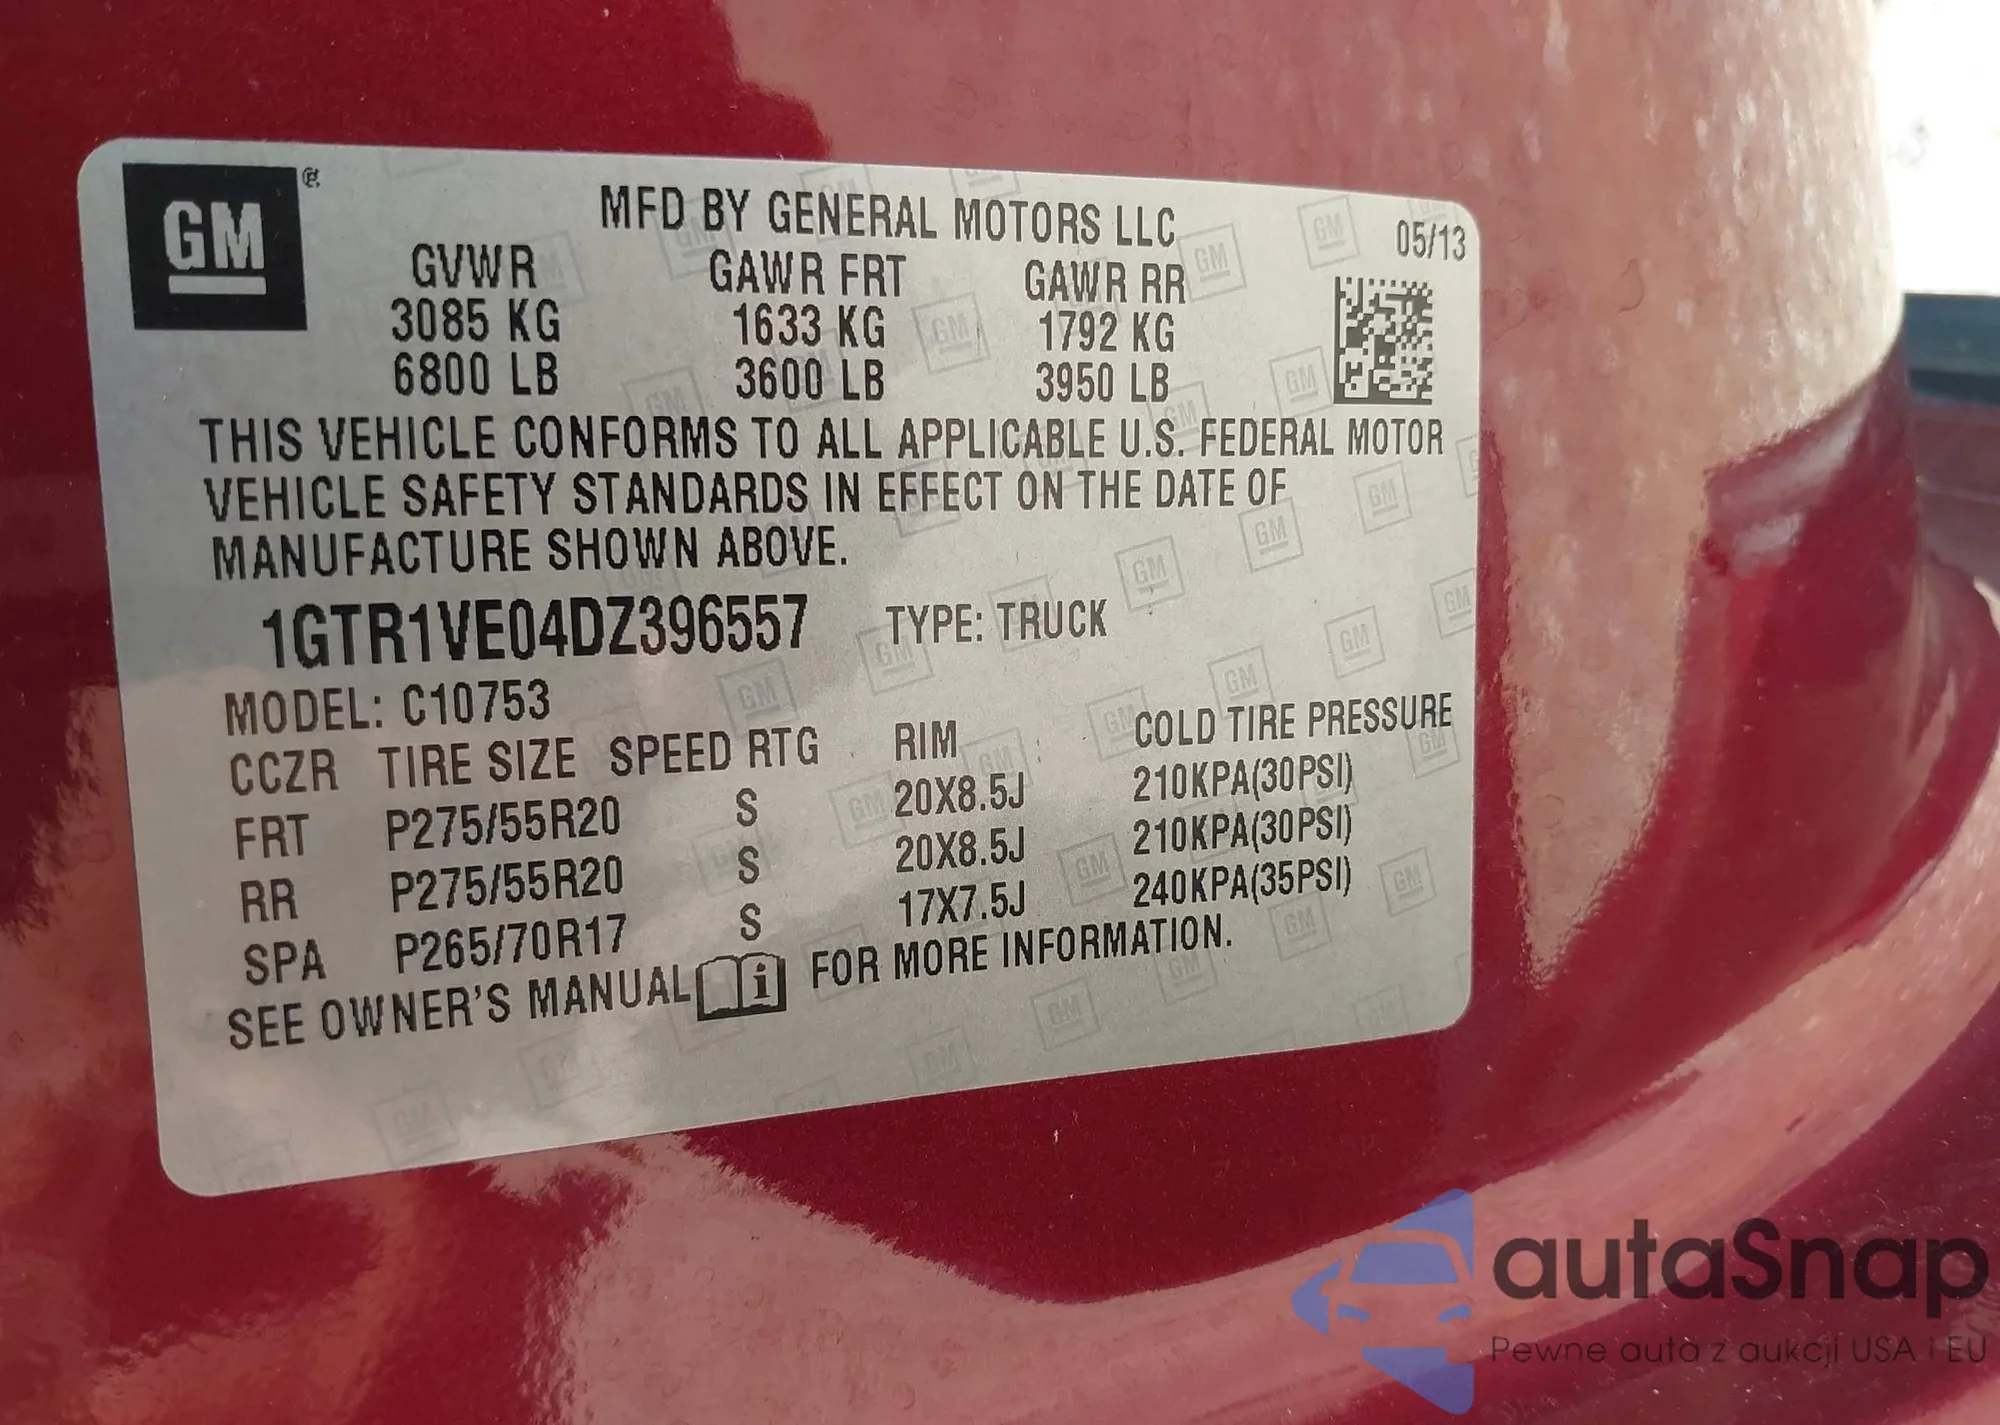 GM
MFD BY GENERAL MOTORS LLC
05/13
GVWR GAWR FRT GAWR RR
3085 KG 1633 KG 1792 KG
6800 LB 3600 LB 3950 LB
THIS VEHICLE CONFORMS TO ALL APPLICABLE U.S. FEDERAL MOTOR
VEHICLE SAFETY STANDARDS IN EFFECT ON THE DATE OF
MANUFACTURE SHOWN ABOVE.
1GTR1VE04DZ396557 TYPE: TRUCK
MODEL: C10753
CCZR TIRE SIZE SPEED RTG RIM COLD TIRE PRESSURE
FRT P275/55R20 S 20X8.5J 210KPA(30PSI)
RR P275/55R20 S 20X8.5J 210KPA(30PSI)
SPA P265/70R17 S 17X7.5J 240KPA(35PSI)
SEE OWNER'S MANUAL i FOR MORE INFORMATION.
autaSnap
Pewne auta z aukcji USA i EU